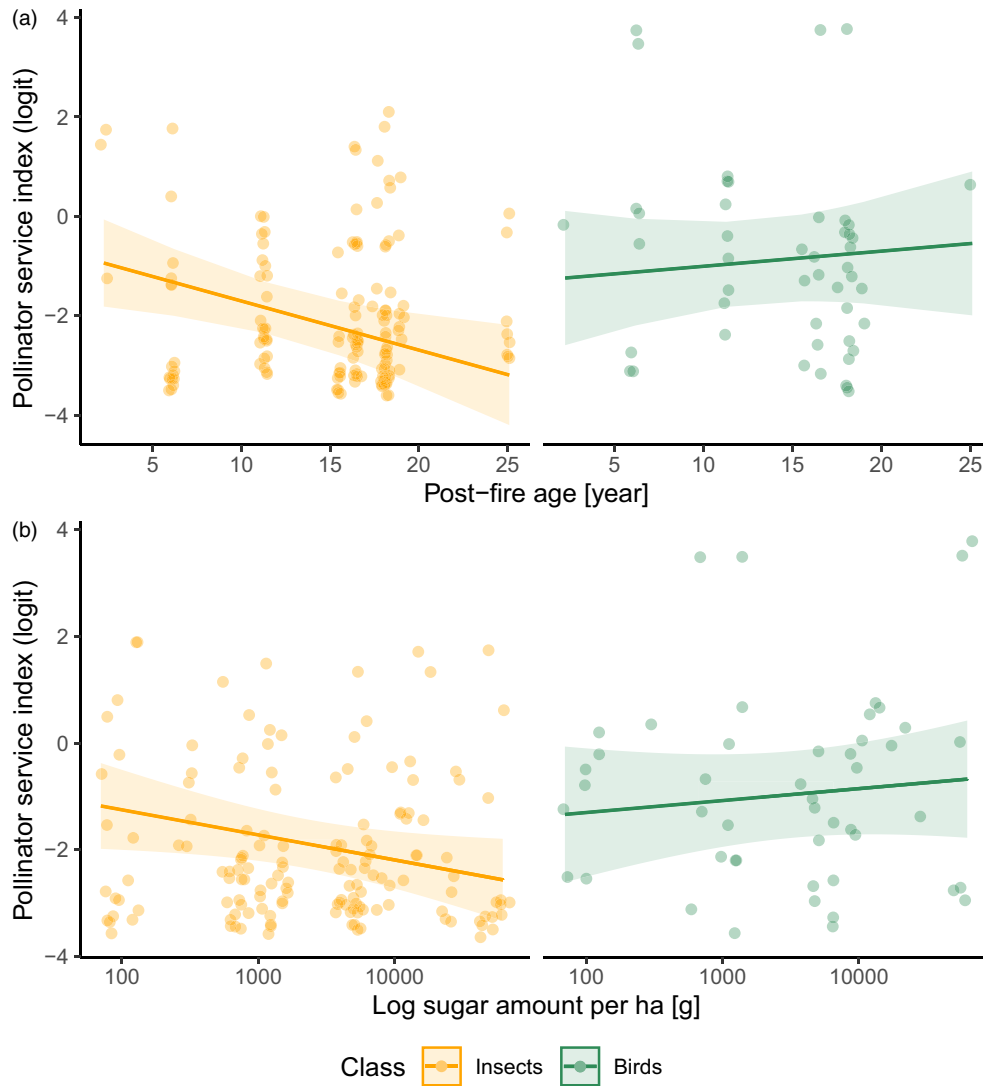 (a)
Pollinator service index (logit)
4
2
0
−2
−4
5 10 15 20 25 5 10 15 20 25
Post−fire age [year]
(b)
Pollinator service index (logit)
4
2
0
−2
−4
100 1000 10000 100 1000 10000
Log sugar amount per ha [g]
Class Insects Birds